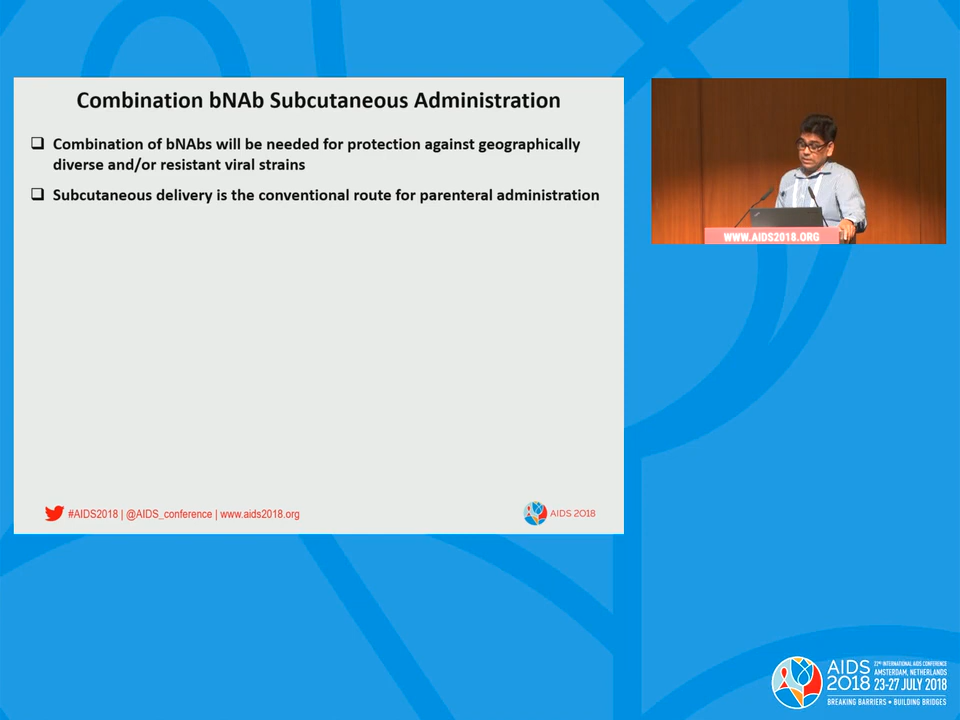 Combination bNAb Subcutaneous Administration
Combination of bNAbs will be needed for protection against geographically
diverse and/or resistant viral strains
Subcutaneous delivery is the conventional route for parenteral administration
#AIDS2018 | @AIDS_conference | www.aids2018.org
AIDS 2018
WWW.AIDS2018.ORG
AIDS
2018
22ND INTERNATIONAL AIDS CONFERENCE
AMSTERDAM, NETHERLANDS
23-27 JULY 2018
BREAKING BARRIERS • BUILDING BRIDGES